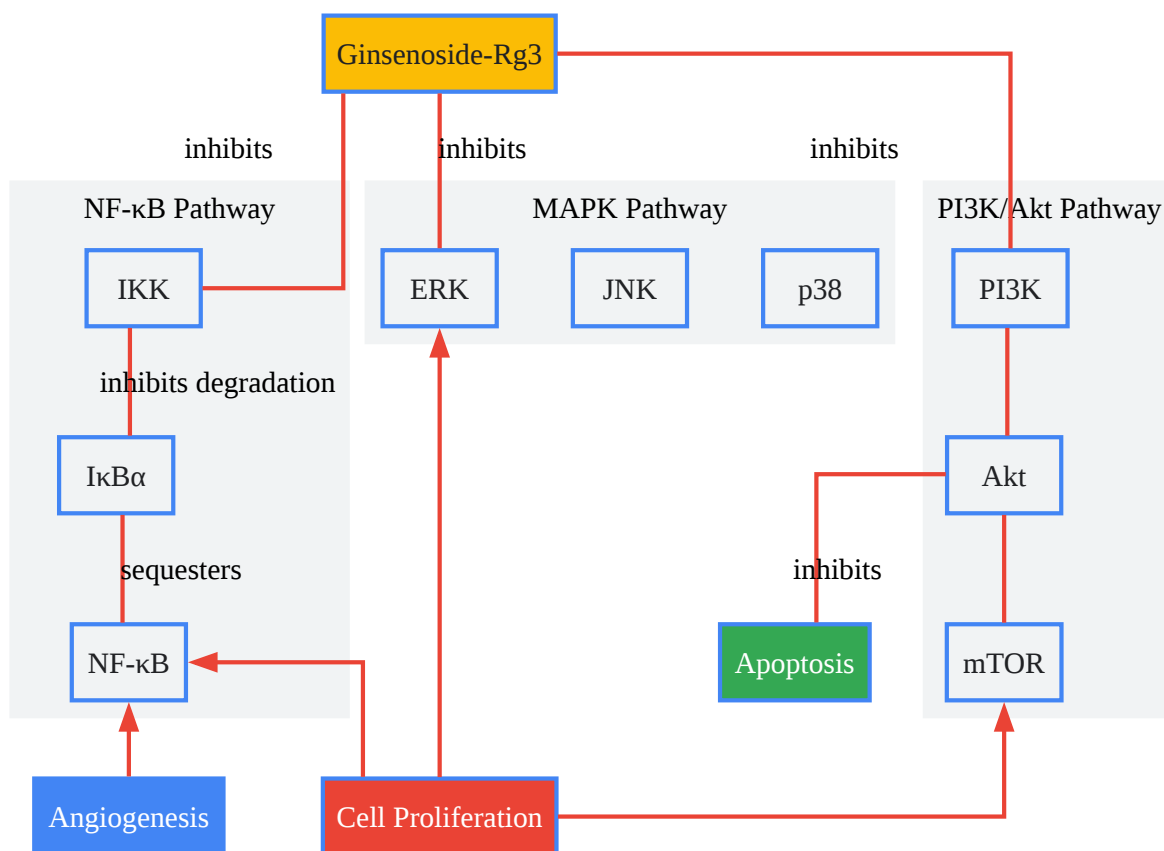 Ginsenoside-Rg3
inhibits
inhibits
inhibits
NF-κB Pathway
MAPK Pathway
PI3K/Akt Pathway
IKK
ERK
JNK
p38
PI3K
inhibits degradation
IκBα
Akt
sequesters
inhibits
NF-κB
Apoptosis
mTOR
Angiogenesis
Cell Proliferation